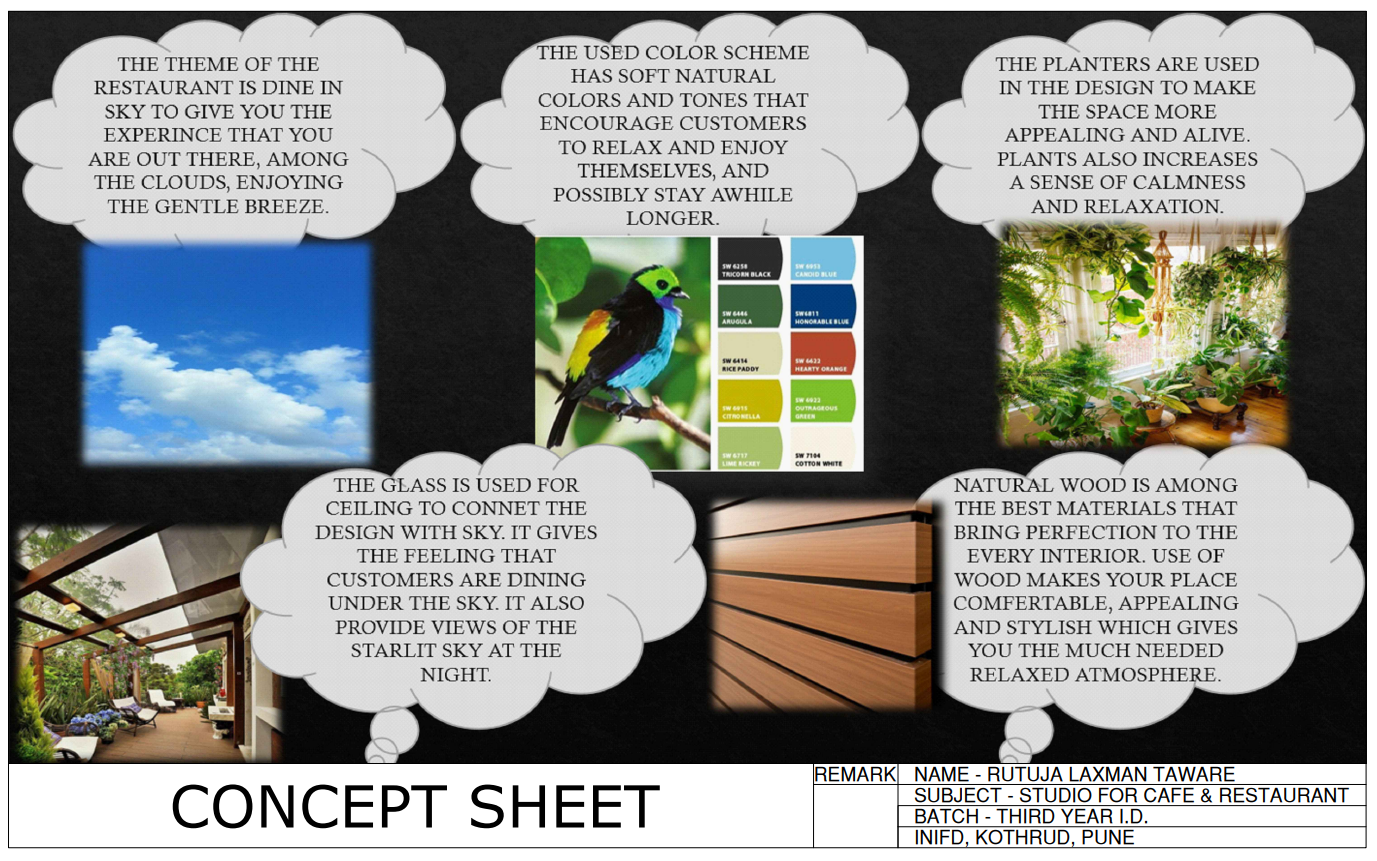 THE THEME OF THE
RESTAURANT IS DINE IN
SKY TO GIVE YOU THE
EXPERINCE THAT YOU
ARE OUT THERE, AMONG
THE CLOUDS, ENJOYING
THE GENTLE BREEZE.
THE USED COLOR SCHEME
HAS SOFT NATURAL
COLORS AND TONES THAT
ENCOURAGE CUSTOMERS
TO RELAX AND ENJOY
THEMSELVES, AND
POSSIBLY STAY AWHILE
LONGER.
THE PLANTERS ARE USED
IN THE DESIGN TO MAKE
THE SPACE MORE
APPEALING AND ALIVE.
PLANTS ALSO INCREASES
A SENSE OF CALMNESS
AND RELAXATION.
SW 6258
TRICORN BLACK
SW 6953
CANDID BLUE
SW 6446
ARUGULA
SW6811
HONORABLE BLUE
SW 6414
RICE PADDY
SW 6622
HEARTY ORANGE
SW 6915
CITRONELLA
SW 6922
OUTRAGEOUS
GREEN
SW 6717
LIME RICKEY
SW 7104
COTTON WHITE
THE GLASS IS USED FOR
CEILING TO CONNET THE
DESIGN WITH SKY. IT GIVES
THE FEELING THAT
CUSTOMERS ARE DINING
UNDER THE SKY. IT ALSO
PROVIDE VIEWS OF THE
STARLIT SKY AT THE
NIGHT.
NATURAL WOOD IS AMONG
THE BEST MATERIALS THAT
BRING PERFECTION TO THE
EVERY INTERIOR. USE OF
WOOD MAKES YOUR PLACE
COMFERTABLE, APPEALING
AND STYLISH WHICH GIVES
YOU THE MUCH NEEDED
RELAXED ATMOSPHERE.
CONCEPT SHEET
REMARK
NAME - RUTUJA LAXMAN TAWARE
SUBJECT - STUDIO FOR CAFE & RESTAURANT
BATCH - THIRD YEAR I.D.
INIFD, KOTHRUD, PUNE